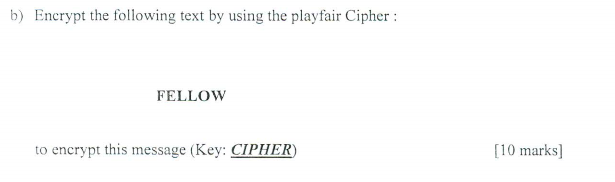 b) Encrypt the following text by using the playfair Cipher :
FELLOW
to encrypt this message (Key: CIPHER) [10 marks]